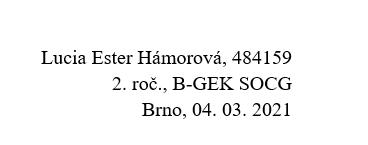 Lucia Ester Hámorová, 484159
2. roč., B-GEK SOCG
Brno, 04. 03. 2021